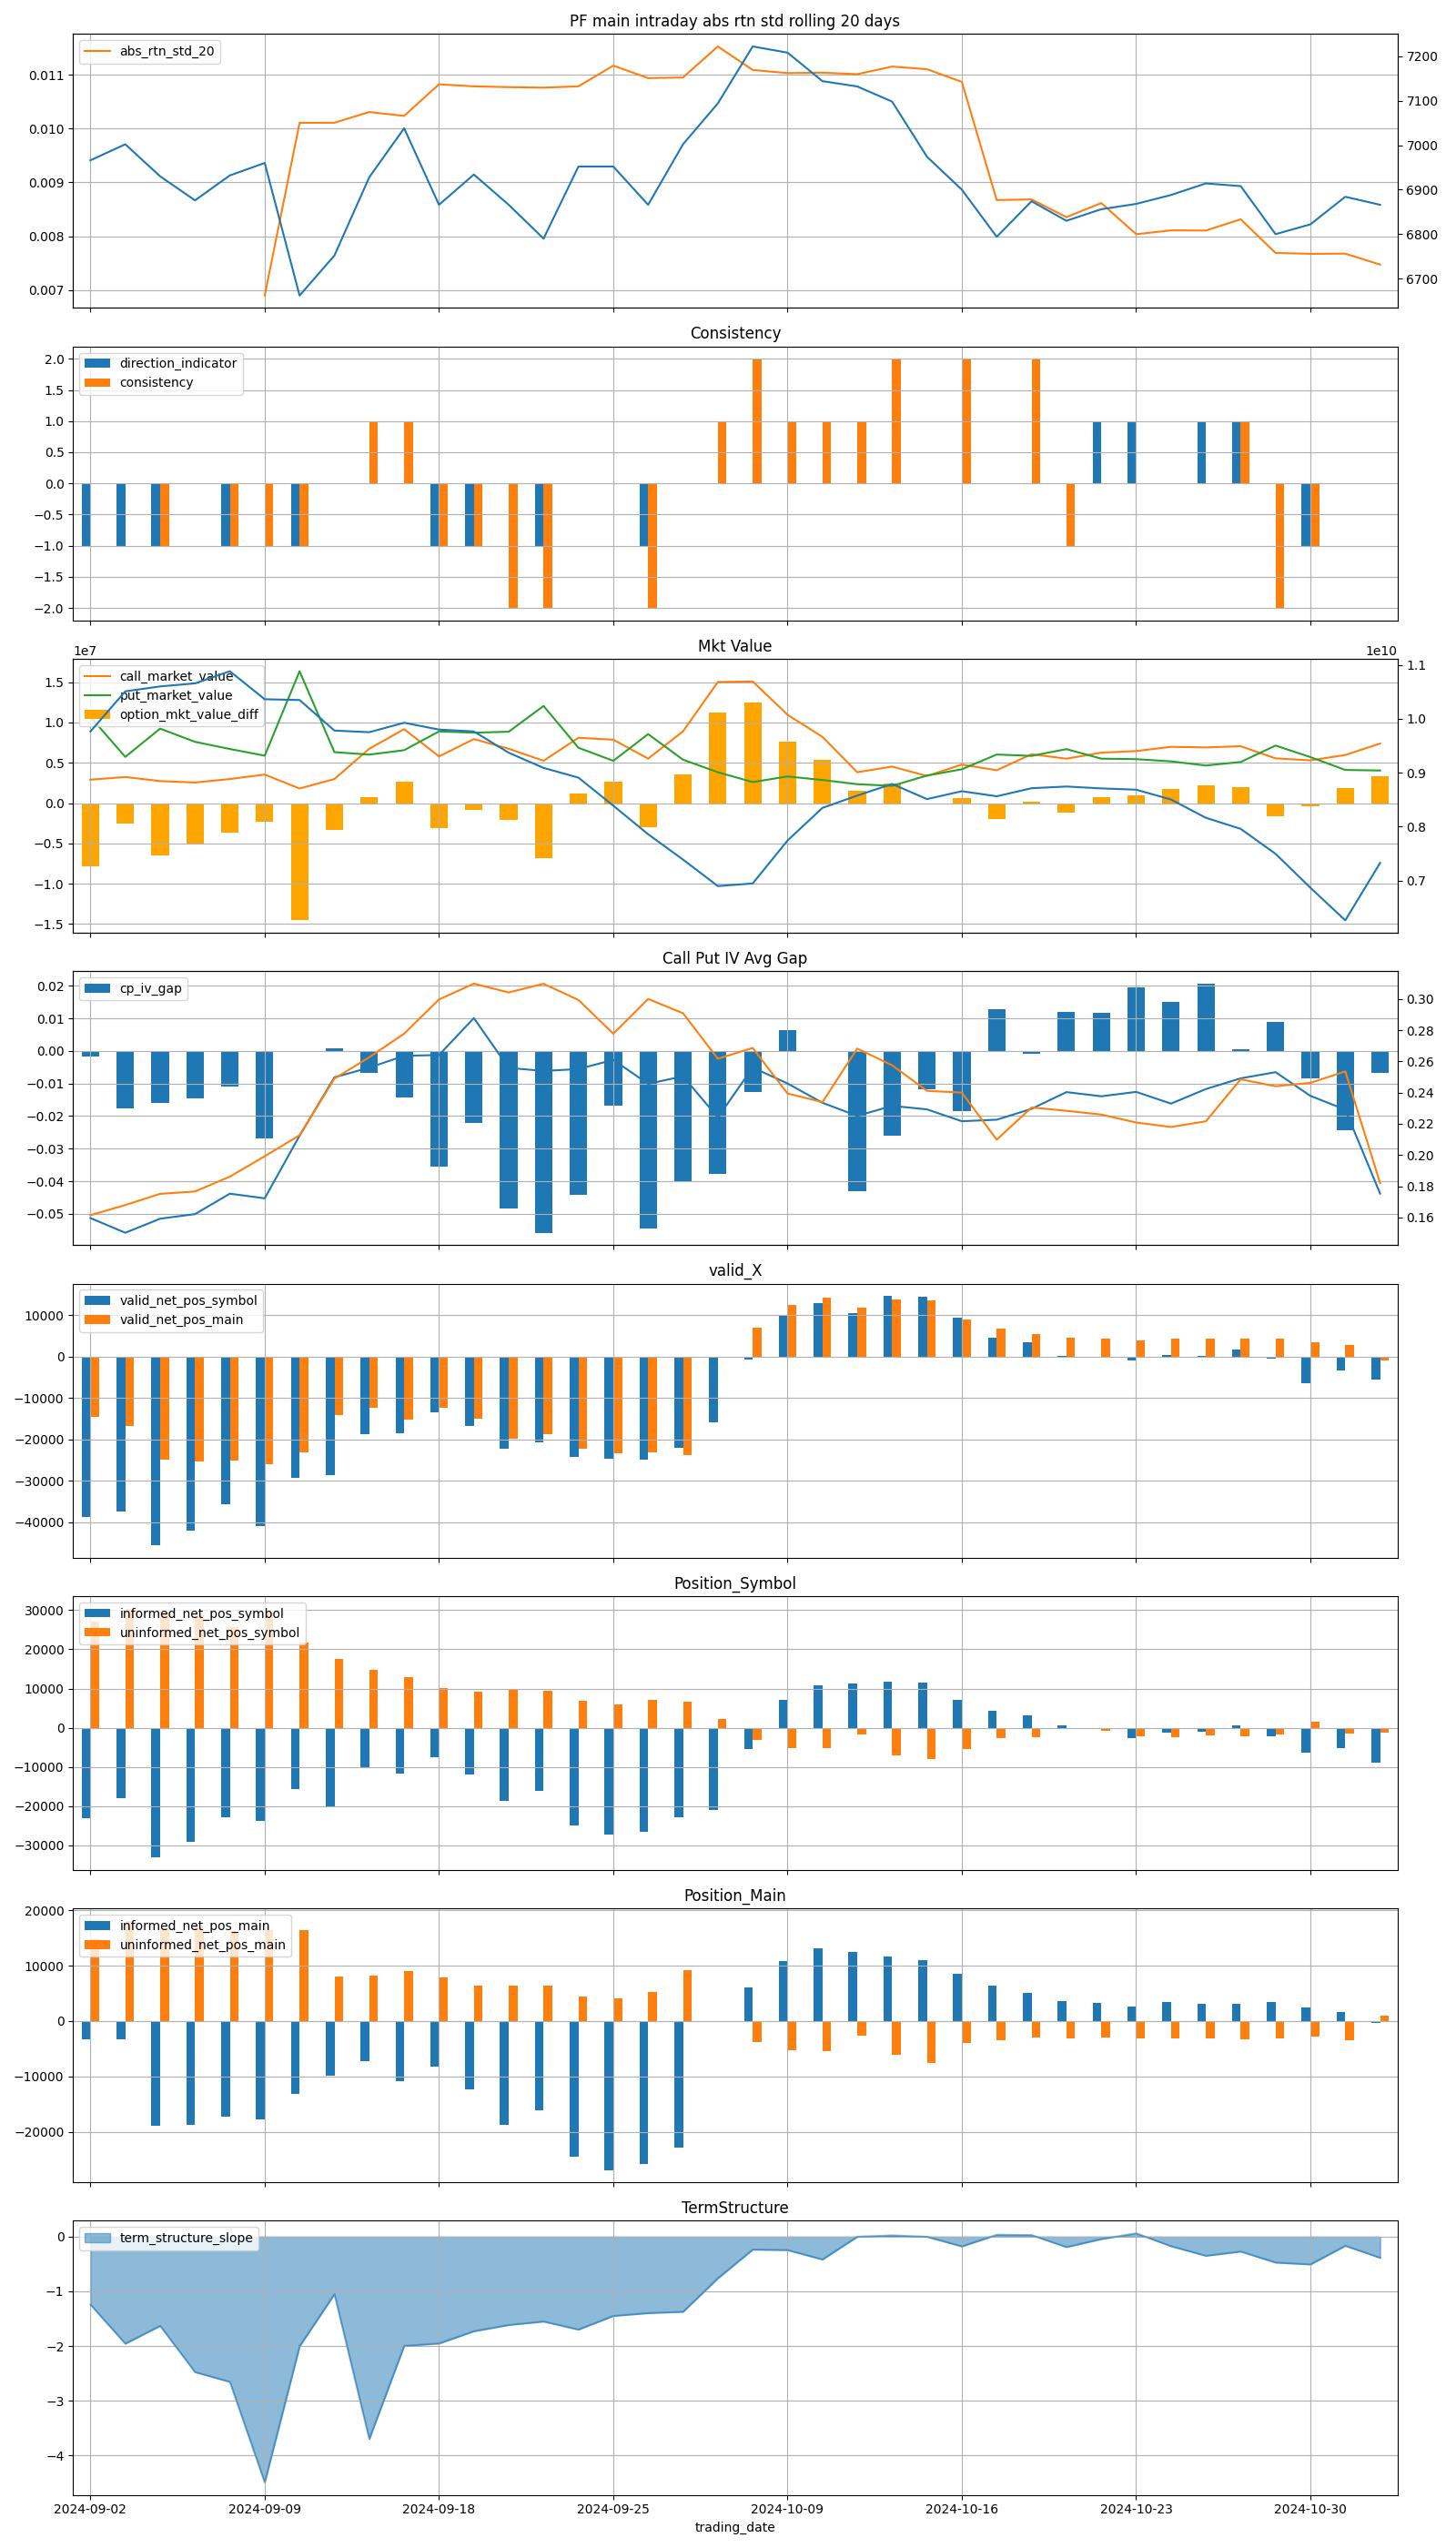 PF main intraday abs rtn std rolling 20 days
abs_rtn_std_20
0.011
0.010
0.009
0.008
0.007
7200
7100
7000
6900
6800
6700
Consistency
direction_indicator
consistency
2.0
1.5
1.0
0.5
0.0
−0.5
−1.0
−1.5
−2.0
Mkt Value
1e7
1e10
call_market_value
put_market_value
option_mkt_value_diff
1.5
1.0
0.5
0.0
−0.5
−1.0
−1.5
1.1
1.0
0.9
0.8
0.7
Call Put IV Avg Gap
cp_iv_gap
0.02
0.01
0.00
−0.01
−0.02
−0.03
−0.04
−0.05
0.30
0.28
0.26
0.24
0.22
0.20
0.18
0.16
valid_X
valid_net_pos_symbol
valid_net_pos_main
10000
0
−10000
−20000
−30000
−40000
Position_Symbol
informed_net_pos_symbol
uninformed_net_pos_symbol
30000
20000
10000
0
−10000
−20000
−30000
Position_Main
informed_net_pos_main
uninformed_net_pos_main
20000
10000
0
−10000
−20000
TermStructure
term_structure_slope
0
−1
−2
−3
−4
2024-09-02 2024-09-09 2024-09-18 2024-09-25 2024-10-09 2024-10-16 2024-10-23 2024-10-30
trading_date